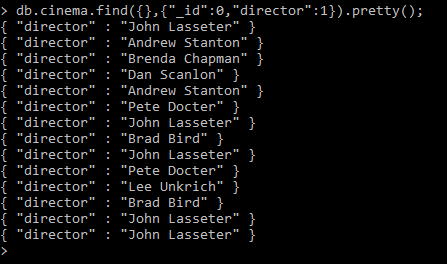 > db.cinema.find({},{"_id":0,"director":1}).pretty();
{ "director" : "John Lasseter" }
{ "director" : "Andrew Stanton" }
{ "director" : "Brenda Chapman" }
{ "director" : "Dan Scanlon" }
{ "director" : "Andrew Stanton" }
{ "director" : "Pete Docter" }
{ "director" : "John Lasseter" }
{ "director" : "Brad Bird" }
{ "director" : "John Lasseter" }
{ "director" : "Pete Docter" }
{ "director" : "Lee Unkrich" }
{ "director" : "Brad Bird" }
{ "director" : "John Lasseter" }
{ "director" : "John Lasseter" }
>